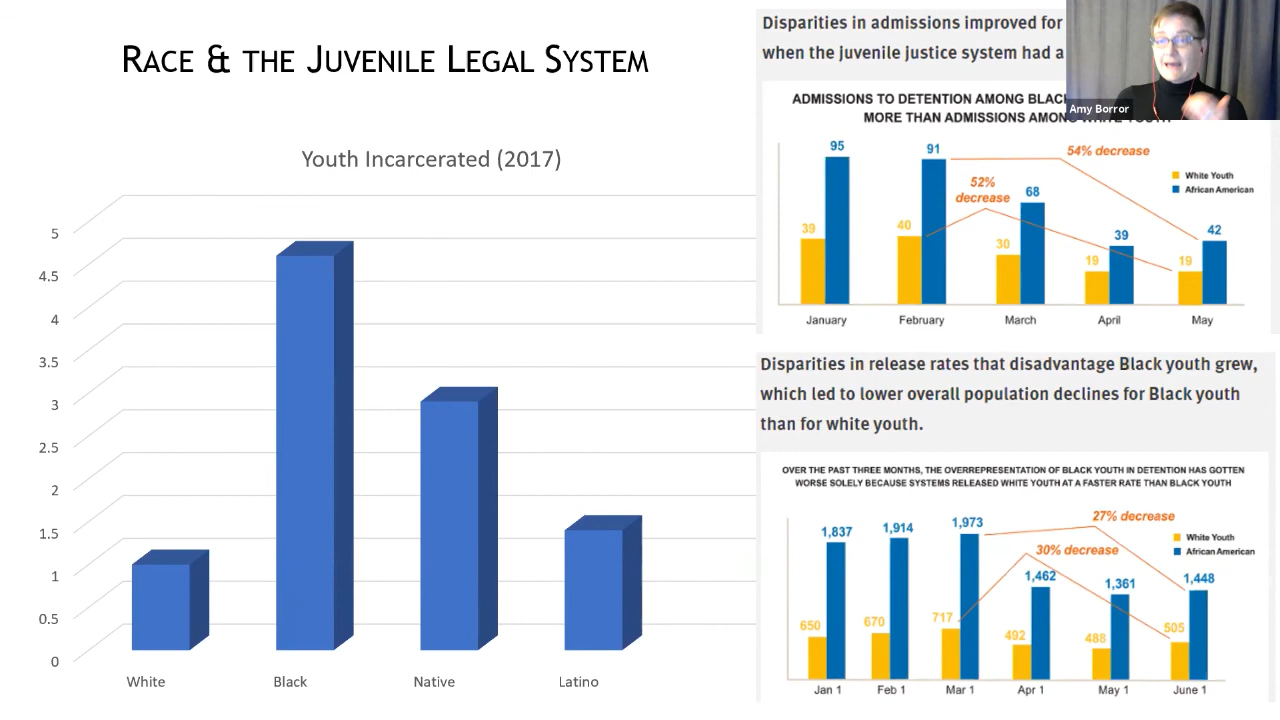 RACE & THE JUVENILE LEGAL SYSTEM
Youth Incarcerated (2017)
5
4.5
4
3.5
3
2.5
2
1.5
1
0.5
0
White Black Native Latino
Disparities in admissions improved for
when the juvenile justice system had a
Amy Borror
ADMISSIONS TO DETENTION AMONG BLACK
MORE THAN ADMISSIONS AMONG WHITE YOUTH
95 91 54% decrease
52%
decrease
White Youth
African American
68
39 40 30 19 39 19 42
January February March April May
Disparities in release rates that disadvantage Black youth grew,
which led to lower overall population declines for Black youth
than for white youth.
OVER THE PAST THREE MONTHS, THE OVERREPRESENTATION OF BLACK YOUTH IN DETENTION HAS GOTTEN
WORSE SOLELY BECAUSE SYSTEMS RELEASED WHITE YOUTH AT A FASTER RATE THAN BLACK YOUTH
1,837 1,914 1,973 27% decrease
White Youth
30% decrease African American
1,462 1,361 1,448
650 670 717 492 488 505
Jan 1 Feb 1 Mar 1 Apr 1 May 1 June 1